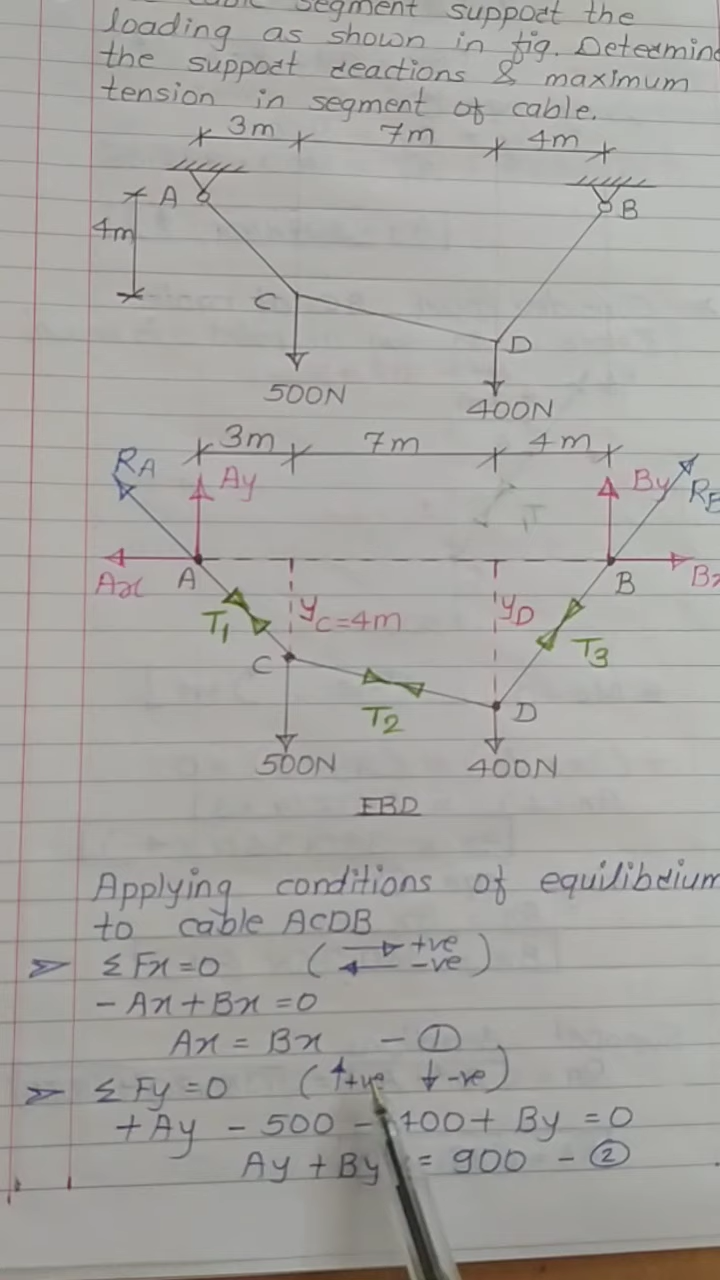 segment support the
loading as shown in fig. Determine
the support reactions & maximum
tension in segment of cable.
3m 7m 4m
A B
4m
C
D
500N
400N
3m 7m 4m
RA Ay By
Ax A B
T1 yC=4m yD T3
C
T2 D
500N 400N
FBD
Applying conditions of equilibrium
to cable ACDB
ΣFx=0 (→ +ve ← -ve)
-Ax+Bx=0
Ax = Bx - ①
ΣFy=0 (↑+ve ↓-ve)
+Ay - 500 - 400+ By =0
Ay + By = 900 - ②